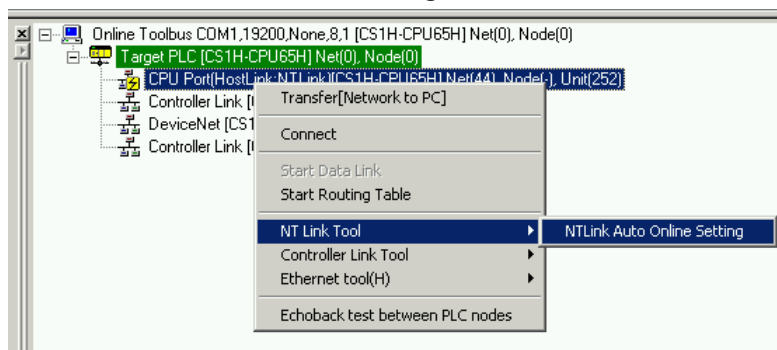 Online Toolbus COM1,19200,None,8,1 [CS1H-CPU65H] Net(0), Node(0)
Target PLC [CS1H-CPU65H] Net(0), Node(0)
CPU Port(HostLink:NTLink)[CS1H-CPU65H] Net(44), Node(-), Unit(252)
Controller Link [
DeviceNet [CS1
Controller Link [
Transfer[Network to PC]
Connect
Start Data Link
Start Routing Table
NT Link Tool
NTLink Auto Online Setting
Controller Link Tool
Ethernet tool(H)
Echoback test between PLC nodes